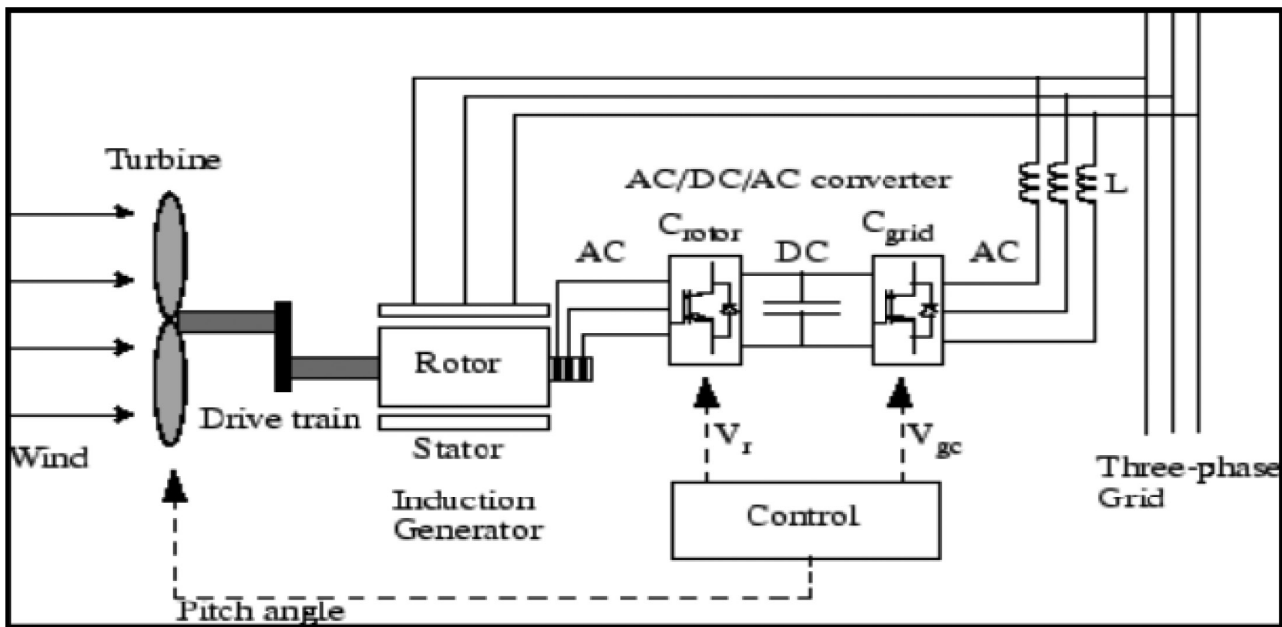 Turbine
AC/DC/AC converter
L
Crotor
Cgrid
AC
DC
AC
Rotor
Drive train
Stator
Wind
Vr
Vgc
Three-phase
Grid
Induction
Generator
Control
Pitch angle